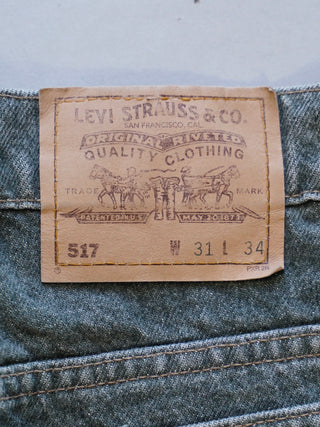 LEVI STRAUSS & CO.
SAN FRANCISCO, CAL.
ORIGINAL RIVETED
QUALITY CLOTHING
TRADE MARK
PATENTED IN U.S. MAY 20 1873
517 W 31 L 34
®